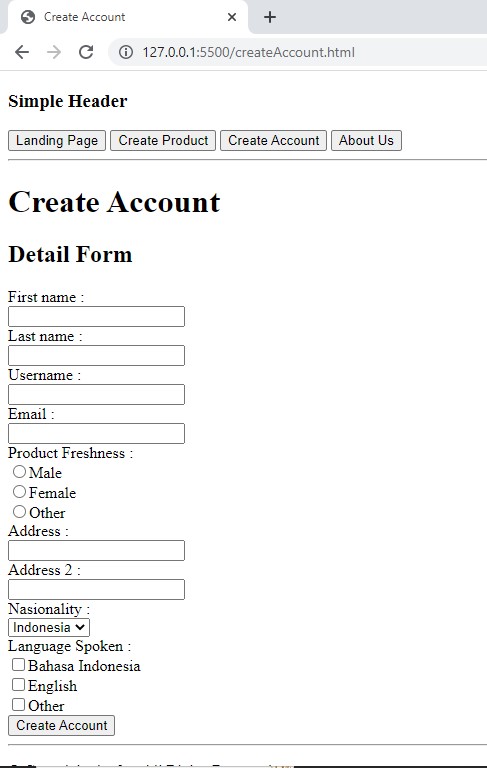 Create Account
127.0.0.1:5500/createAccount.html
Simple Header
Landing Page Create Product Create Account About Us
Create Account
Detail Form
First name :
Last name :
Username :
Email :
Product Freshness :
Male
Female
Other
Address :
Address 2 :
Nasionality :
Indonesia
Language Spoken :
Bahasa Indonesia
English
Other
Create Account